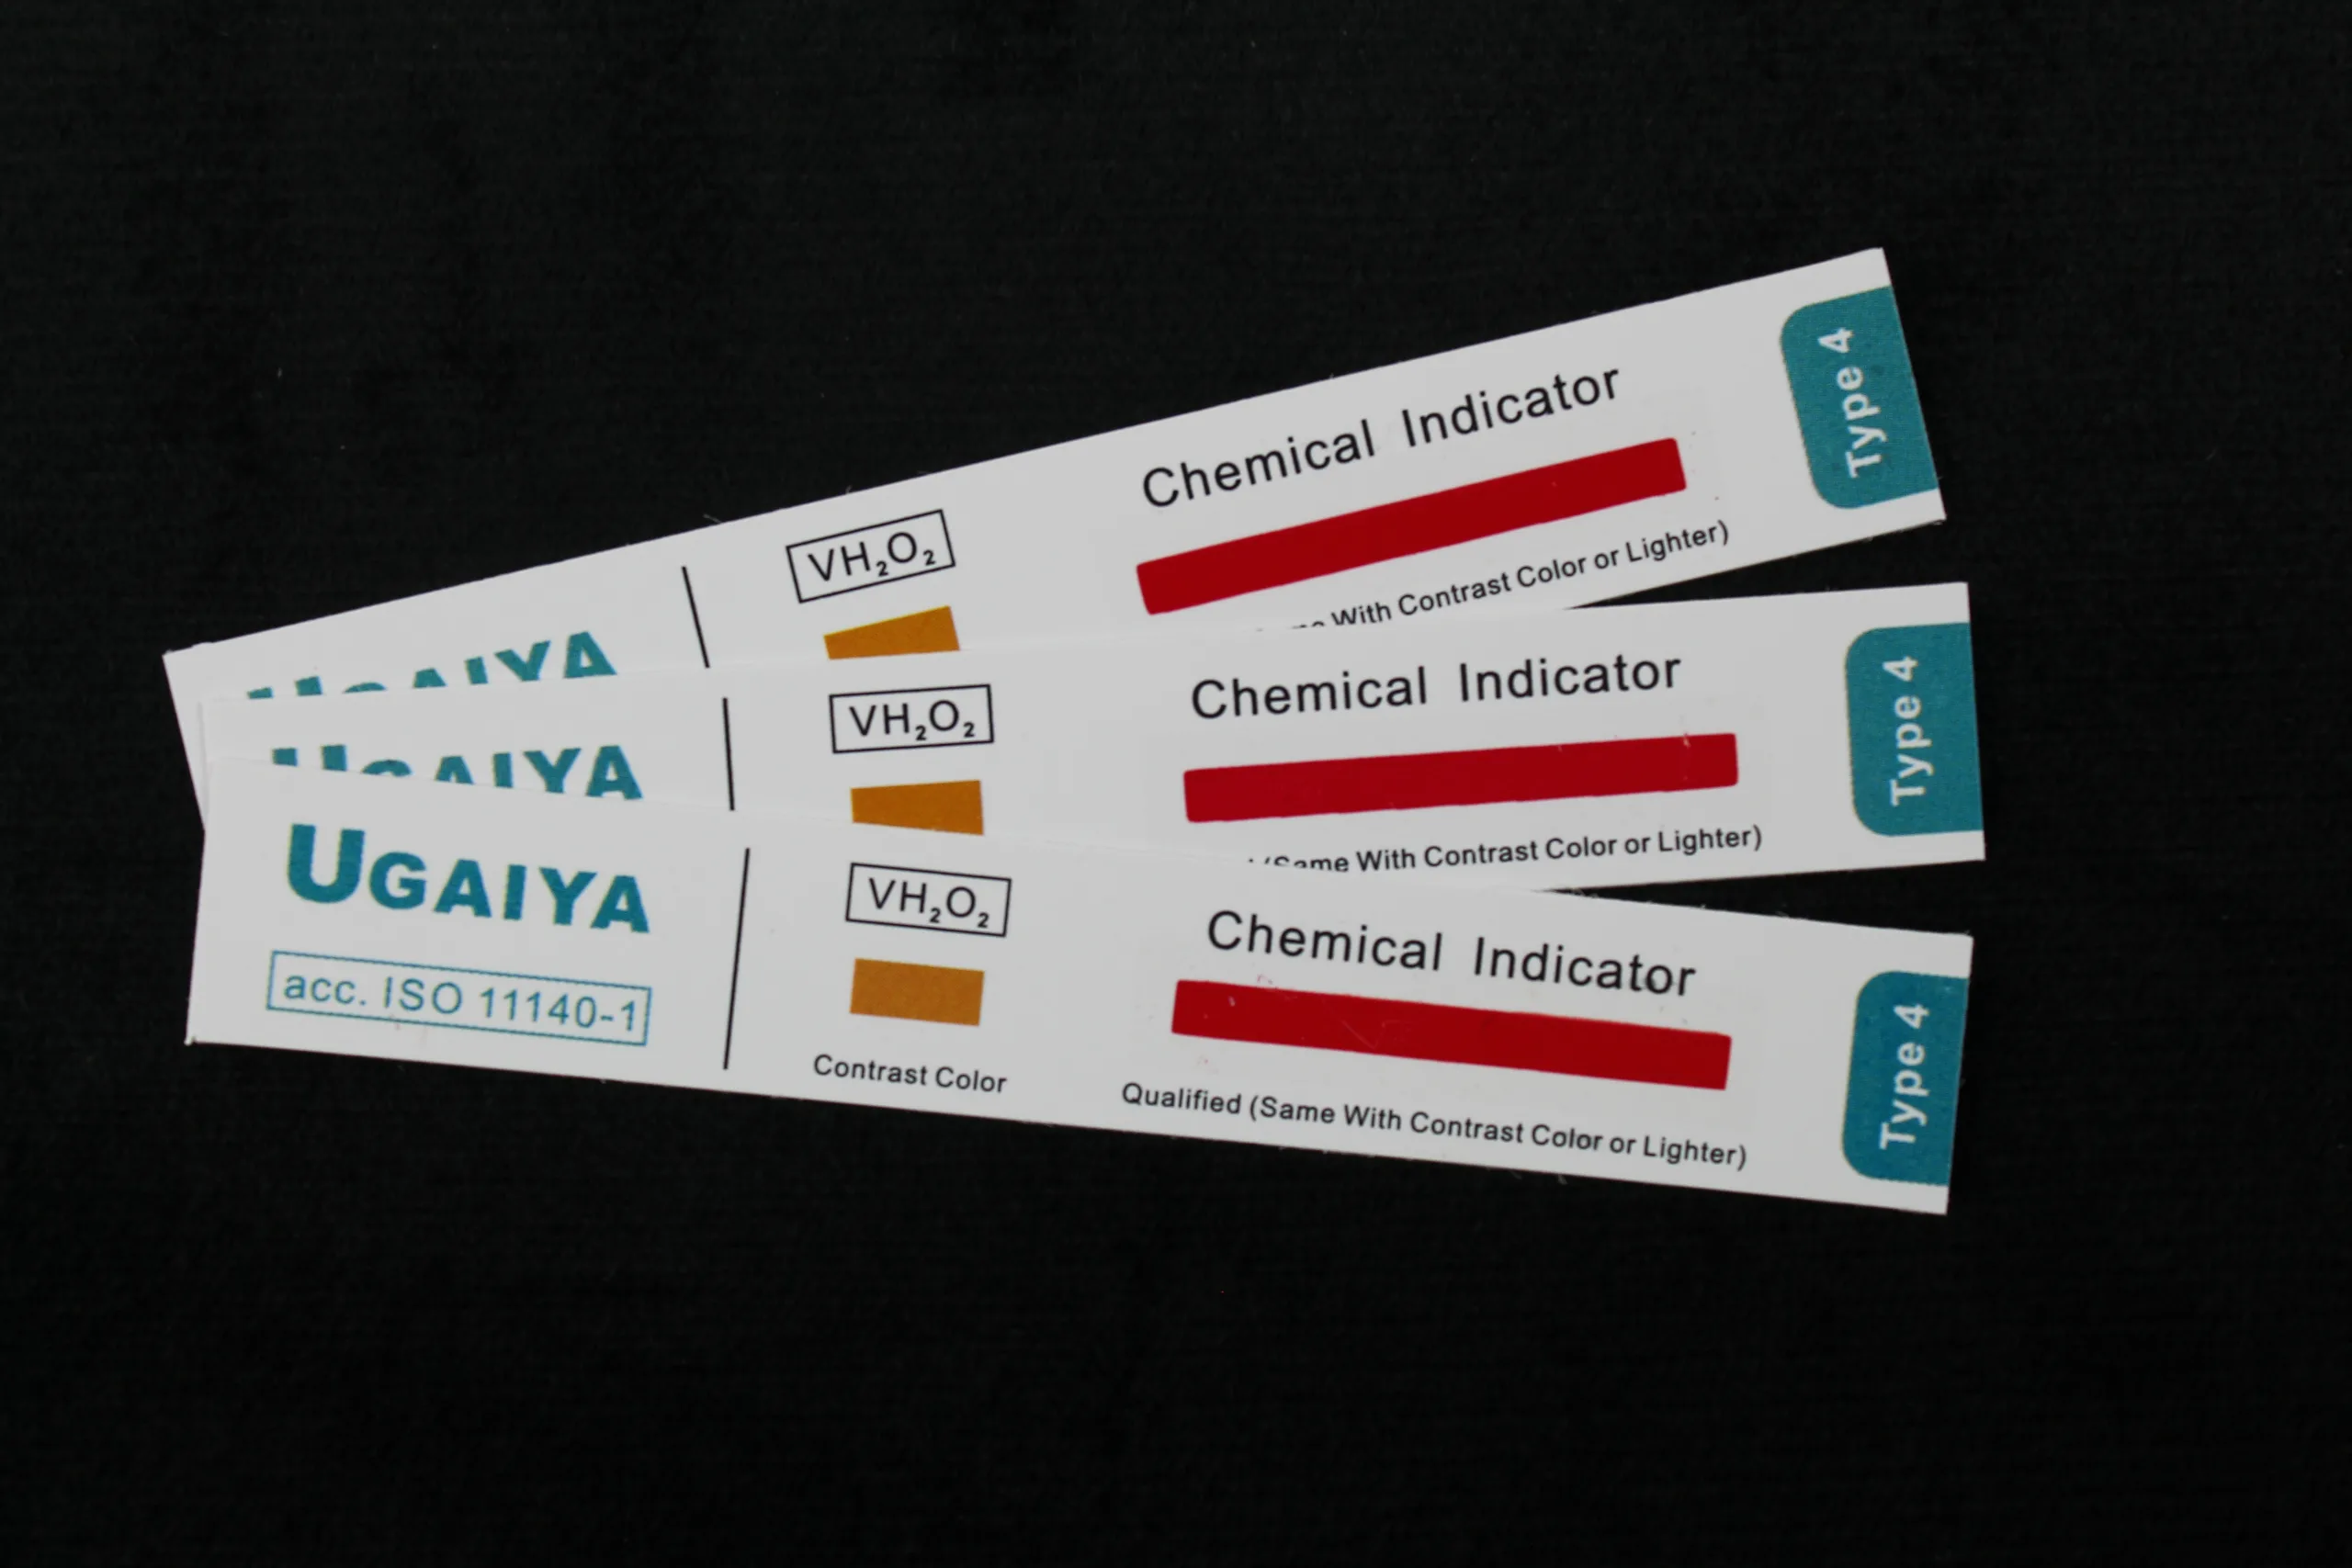 VH₂O₂
Chemical Indicator
With Contrast Color or Lighter)
Type 4
UGAIYA
VH₂O₂
Chemical Indicator
(Same With Contrast Color or Lighter)
Type 4
UGAIYA
UGAIYA
acc. ISO 11140-1
VH₂O₂
Contrast Color
Chemical Indicator
Qualified (Same With Contrast Color or Lighter)
Type 4